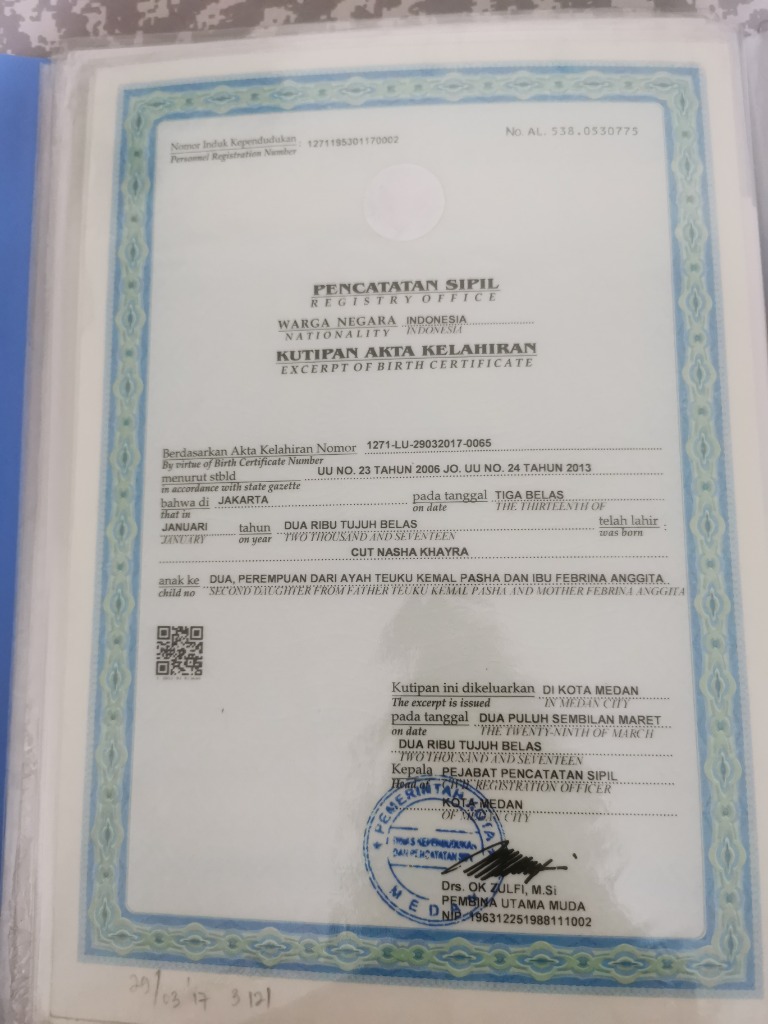 Nomor Induk Kependudukan : 1271195301170002
Personnel Registration Number
No. AL. 538.0530775
PENCATATAN SIPIL
REGISTRY OFFICE
WARGA NEGARA INDONESIA
NATIONALITY INDONESIA
KUTIPAN AKTA KELAHIRAN
EXCERPT OF BIRTH CERTIFICATE
Berdasarkan Akta Kelahiran Nomor 1271-LU-29032017-0065
By virtue of Birth Certificate Number
menurut stbld UU NO. 23 TAHUN 2006 JO. UU NO. 24 TAHUN 2013
in accordance with state gazette
bahwa di JAKARTA pada tanggal TIGA BELAS
that in on date THE THIRTEENTH OF
JANUARI tahun DUA RIBU TUJUH BELAS telah lahir :
JANUARY on year TWO THOUSAND AND SEVENTEEN was born
CUT NASHA KHAYRA
anak ke DUA, PEREMPUAN DARI AYAH TEUKU KEMAL PASHA DAN IBU FEBRINA ANGGITA
child no SECOND DAUGHTER FROM FATHER TEUKU KEMAL PASHA AND MOTHER FEBRINA ANGGITA
Kutipan ini dikeluarkan DI KOTA MEDAN
The excerpt is issued IN MEDAN CITY
pada tanggal DUA PULUH SEMBILAN MARET
on date THE TWENTY-NINTH OF MARCH
DUA RIBU TUJUH BELAS
TWO THOUSAND AND SEVENTEEN
Kepala PEJABAT PENCATATAN SIPIL
Head of CIVIL REGISTRATION OFFICER
KOTA MEDAN
OF MEDAN CITY
PEMERINTAH KOTA
DINAS KEPENDUDUKAN
DAN PENCATATAN SIPIL
MEDAN
Drs. OK ZULFI, M.Si
PEMBINA UTAMA MUDA
NIP. 196312251988111002
29/03 '17 3 121